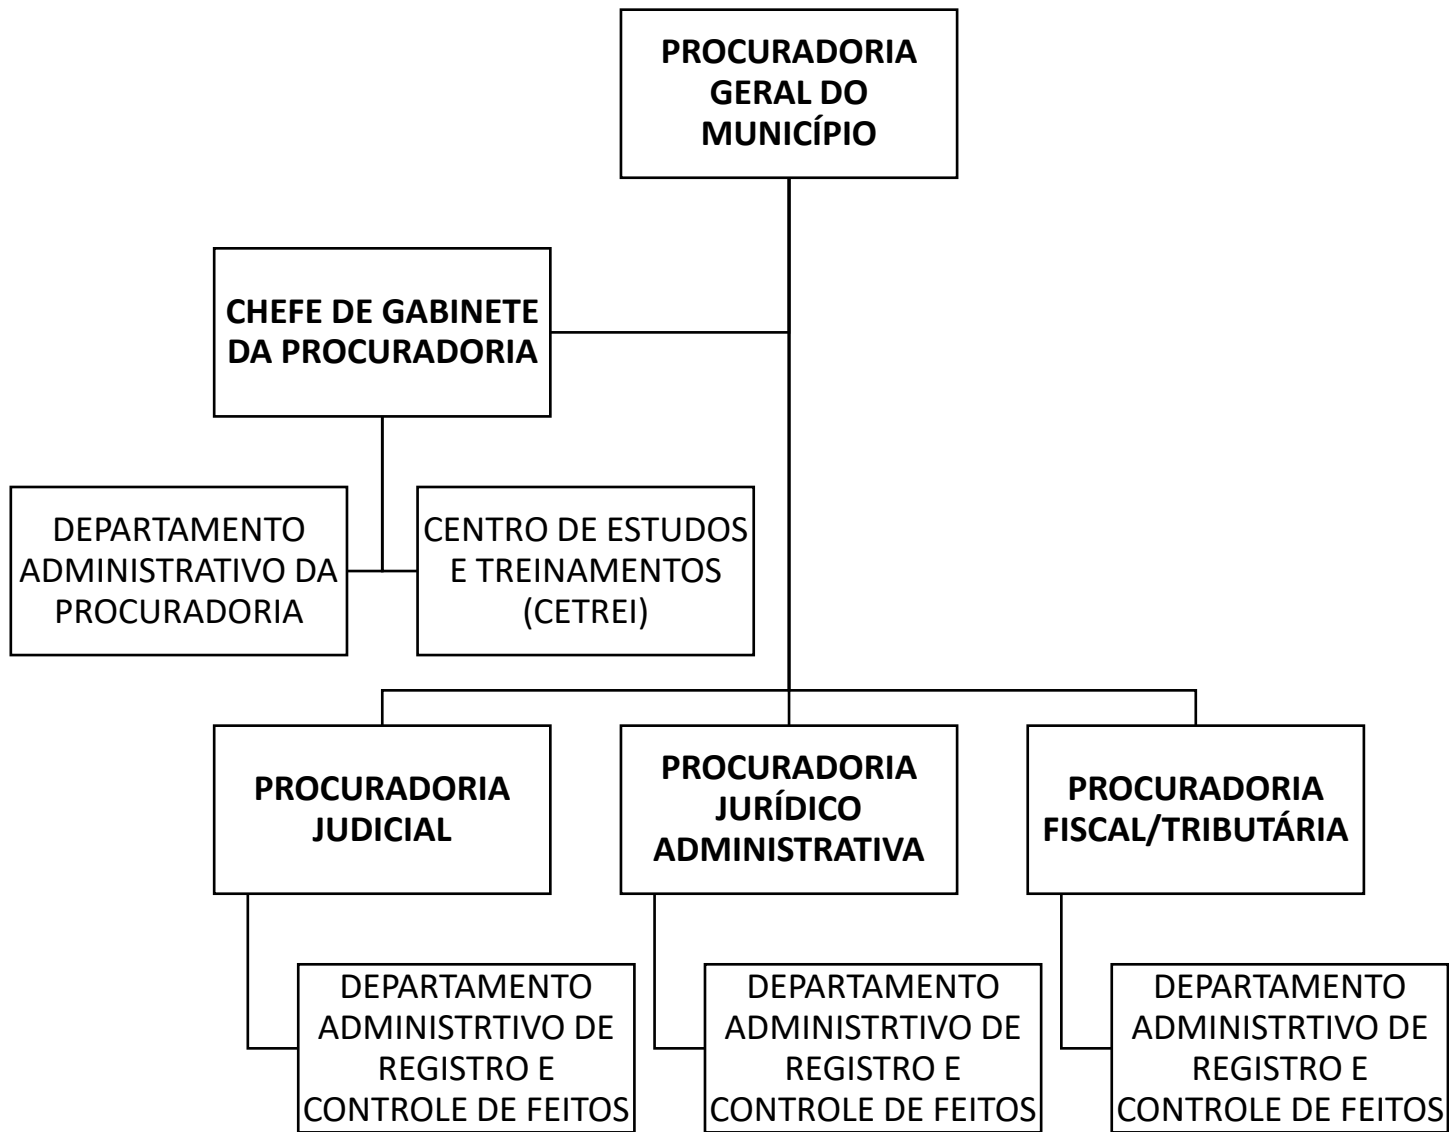 PROCURADORIA
GERAL DO
MUNICÍPIO
CHEFE DE GABINETE
DA PROCURADORIA
DEPARTAMENTO
ADMINISTRATIVO DA
PROCURADORIA
CENTRO DE ESTUDOS
E TREINAMENTOS
(CETREI)
PROCURADORIA
JUDICIAL
PROCURADORIA
JURÍDICO
ADMINISTRATIVA
PROCURADORIA
FISCAL/TRIBUTÁRIA
DEPARTAMENTO
ADMINISTRTIVO DE
REGISTRO E
CONTROLE DE FEITOS
DEPARTAMENTO
ADMINISTRTIVO DE
REGISTRO E
CONTROLE DE FEITOS
DEPARTAMENTO
ADMINISTRTIVO DE
REGISTRO E
CONTROLE DE FEITOS